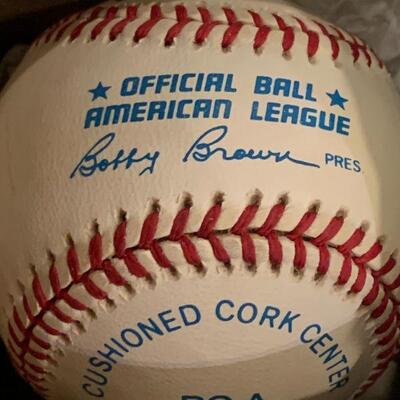 ★ OFFICIAL BALL ★
AMERICAN LEAGUE
Bobby Brown PRES.
CUSHIONED CORK CENTER